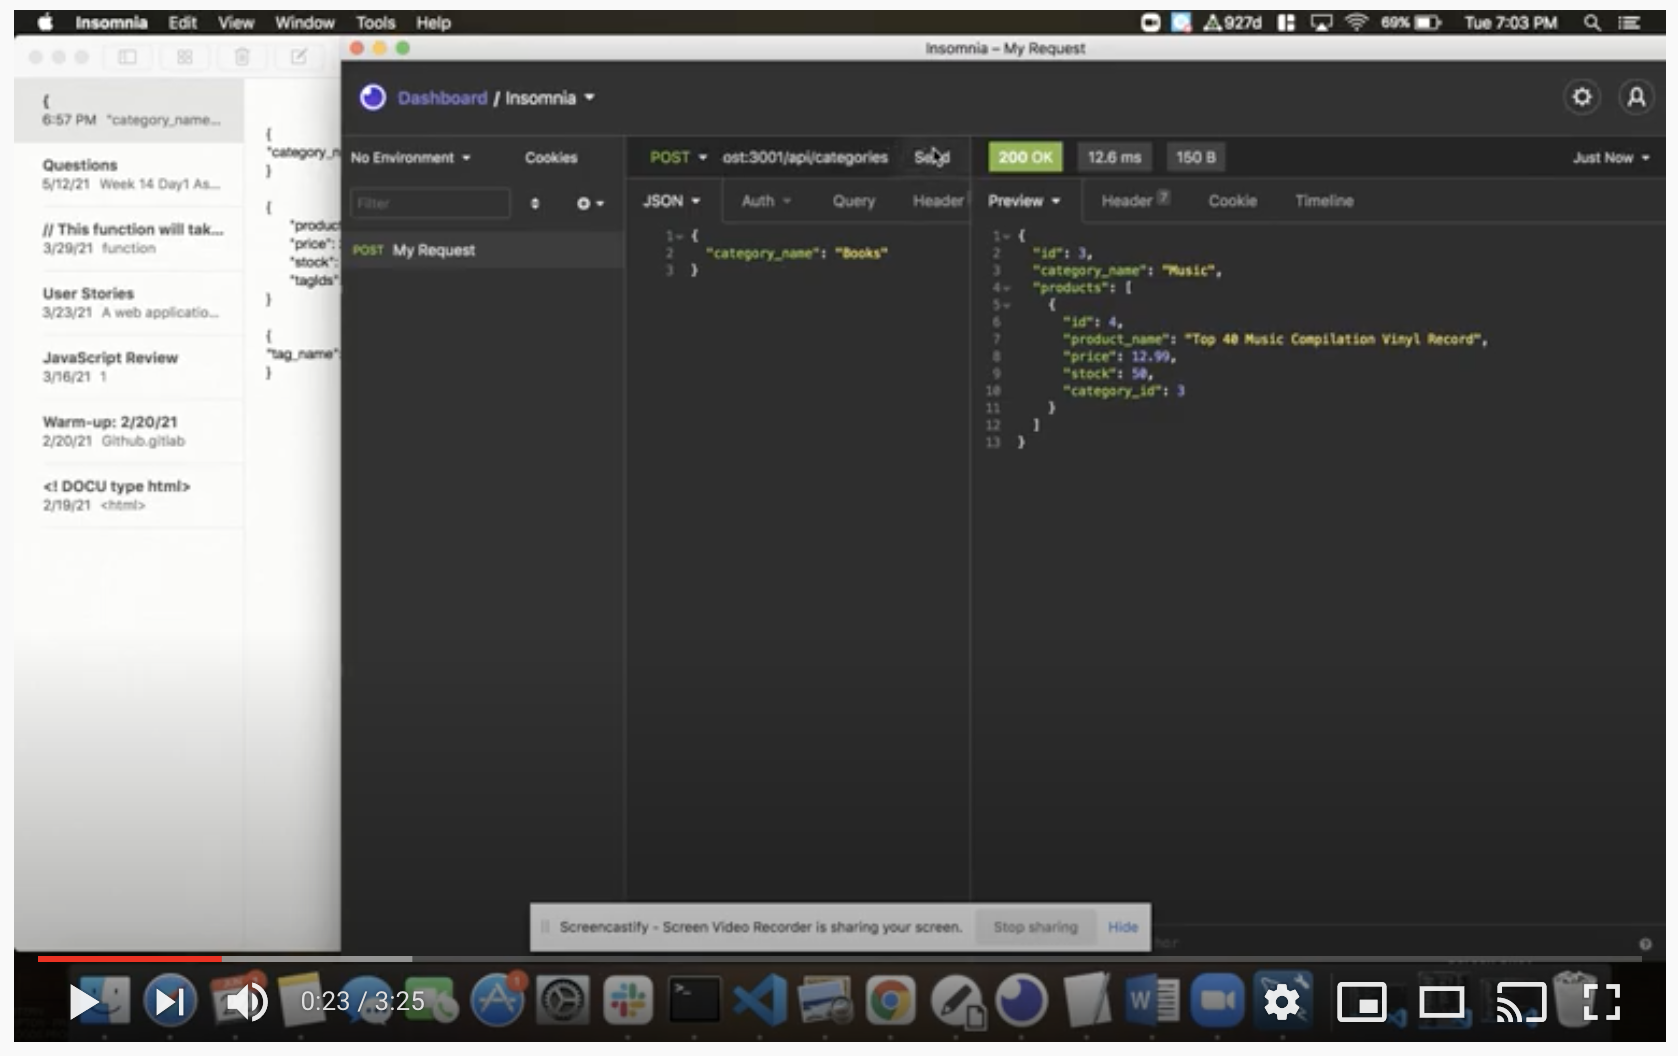 Insomnia Edit View Window Tools Help
927d 69% Tue 7:03 PM
Insomnia – My Request
Dashboard / Insomnia
{
6:57 PM "category_name...
Questions
5/12/21 Week 14 Day1 As...
// This function will tak...
3/29/21 function
User Stories
3/23/21 A web applicatio...
JavaScript Review
3/16/21 1
Warm-up: 2/20/21
2/20/21 Github.gitlab
<! DOCU type html>
2/19/21 <html>
{
"category_n
}
{
"product
"price":
"stock":
"tagIds"
}
{
"tag_name":
}
No Environment Cookies
Filter
POST My Request
POST ost:3001/api/categories Send
JSON Auth Query Header
1 {
2 "category_name": "Books"
3 }
200 OK 12.6 ms 150 B Just Now
Preview Header 7 Cookie Timeline
1 {
2 "id": 3,
3 "category_name": "Music",
4 "products": [
5 {
6 "id": 4,
7 "product_name": "Top 40 Music Compilation Vinyl Record",
8 "price": 12.99,
9 "stock": 50,
10 "category_id": 3
11 }
12 ]
13 }
Screencastify - Screen Video Recorder is sharing your screen. Stop sharing Hide
0:23 / 3:25